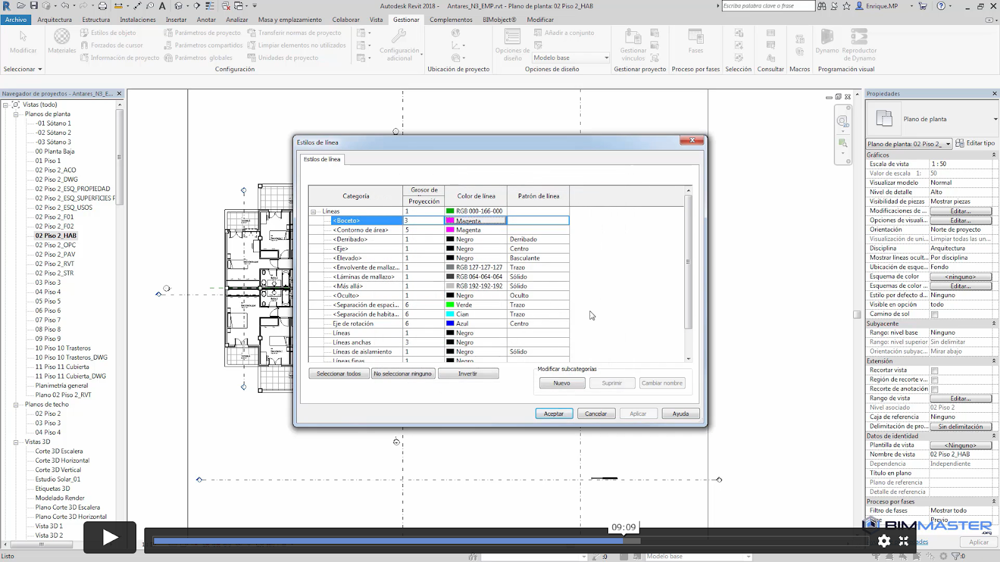 Autodesk Revit 2018 - Antares_N3_EMP.rvt - Plano de planta: 02 Piso 2_HAB
Escriba palabra clave o frase
Enrique.MP
Archivo Arquitectura Estructura Instalaciones Insertar Anotar Analizar Masa y emplazamiento Colaborar Vista Gestionar Complementos BIMobject® Modificar
Modificar
Materiales
Estilos de objeto
Forzados de cursor
Información de proyecto
Parámetros de proyecto
Parámetros compartidos
Parámetros globales
Transferir normas de proyecto
Limpiar elementos no utilizados
Unidades de proyecto
Configuración
adicional
Opciones de
diseño
Añadir a conjunto
Modelo base
Gestionar
vínculos
Fases
Dynamo
Reproductor
de Dynamo
Seleccionar
Configuración
Ubicación de proyecto
Opciones de diseño
Gestionar proyecto
Proceso por fases
Selección
Consultar
Macros
Programación visual
Navegador de proyectos - Antares_N3_E...
Vistas (todo)
Planos de planta
-01 Sótano 1
-02 Sótano 2
-03 Sótano 3
00 Planta Baja
01 Piso 1
02 Piso 2_ACO
02 Piso 2_DWG
02 Piso 2_ESQ_PROPIEDAD
02 Piso 2_ESQ_SUPERFICIES F
02 Piso 2_ESQ_USOS
02 Piso 2_F01
02 Piso 2_F02
02 Piso 2_HAB
02 Piso 2_OPC
02 Piso 2_PAV
02 Piso 2_RVT
02 Piso 2_STR
03 Piso 3
04 Piso 4
05 Piso 5
06 Piso 6
07 Piso 7
08 Piso 8
09 Piso 9
10 Piso 10 Trasteros
10 Piso 10 Trasteros_DWG
11 Piso 11 Cubierta
11 Piso 11 Cubierta_DWG
Planimetría general
Plano 02 Piso 2_RVT
Planos de techo
02 Piso 2
03 Piso 3
04 Piso 4
Vistas 3D
Corte 3D Escalera
Corte 3D Horizontal
Corte 3D Vertical
Estudio Solar_01
Etiquetas 3D
Modelado Render
Plano Corte 3D Escalera
Plano Corte 3D Horizontal
Vista 3D 1
Vista 3D 2
Estilos de línea
Estilos de línea
Categoría Grosor de Color de línea Patrón de línea
Proyección
Líneas 1 RGB 000-166-000
<Boceto> 3 Magenta
<Contorno de área> 5 Magenta
<Derribado> 1 Negro Derribado
<Eje> 1 Negro Centro
<Elevado> 1 Negro Basculante
<Envolvente de mallaz... 1 RGB 127-127-127 Trazo
<Láminas de mallazo> 1 RGB 064-064-064 Sólido
<Más allá> 1 RGB 192-192-192 Sólido
<Oculto> 1 Negro Oculto
<Separación de espaci... 6 Verde Trazo
<Separación de habita... 6 Cian Trazo
Eje de rotación 6 Azul Centro
Líneas 1 Negro
Líneas anchas 3 Negro
Líneas de aislamiento 1 Negro Sólido
Líneas finas 1 Negro
Seleccionar todos No seleccionar ninguno Invertir
Modificar subcategorías
Nuevo Suprimir Cambiar nombre
Aceptar Cancelar Aplicar Ayuda
2D
Propiedades
Plano de planta
Plano de planta: 02 Piso 2_ Editar tipo
Gráficos
Escala de vista 1 : 50
Valor de escala 1: 50
Visualizar modelo Normal
Nivel de detalle Alto
Visibilidad de piezas Mostrar piezas
Modificaciones de ... Editar...
Opciones de visuali... Editar...
Orientación Norte de proyecto
Visualización de uni... Limpiar todas las un...
Disciplina Arquitectura
Mostrar líneas ocult... Por disciplina
Ubicación de esque... Fondo
Esquema de color <ninguno>
Esquemas de color ... Editar...
Estilo por defecto d... Ninguno
Visible en opción todo
Camino de sol
Subyacente
Rango: nivel base Ninguno
Rango: nivel superior Sin delimitar
Orientación subyac... Mirar abajo
Extensión
Recortar vista
Región de recorte v...
Recorte de anotación
Rango de vista Editar...
Nivel asociado 02 Piso 2
Caja de referencia Ninguno
Delimitación de pro... Sin delimitación
Datos de identidad
Plantilla de vista <Ninguno>
Nombre de vista 02 Piso 2_HAB
Dependencia Independiente
Título en plano
Plano de referencia
Detalle de referencia
Proceso por fases
Filtro de fases Mostrar todo
Previo
BIMMASTER
.org
Aplicar
09:09
Listo
:0
Modelo base
:0